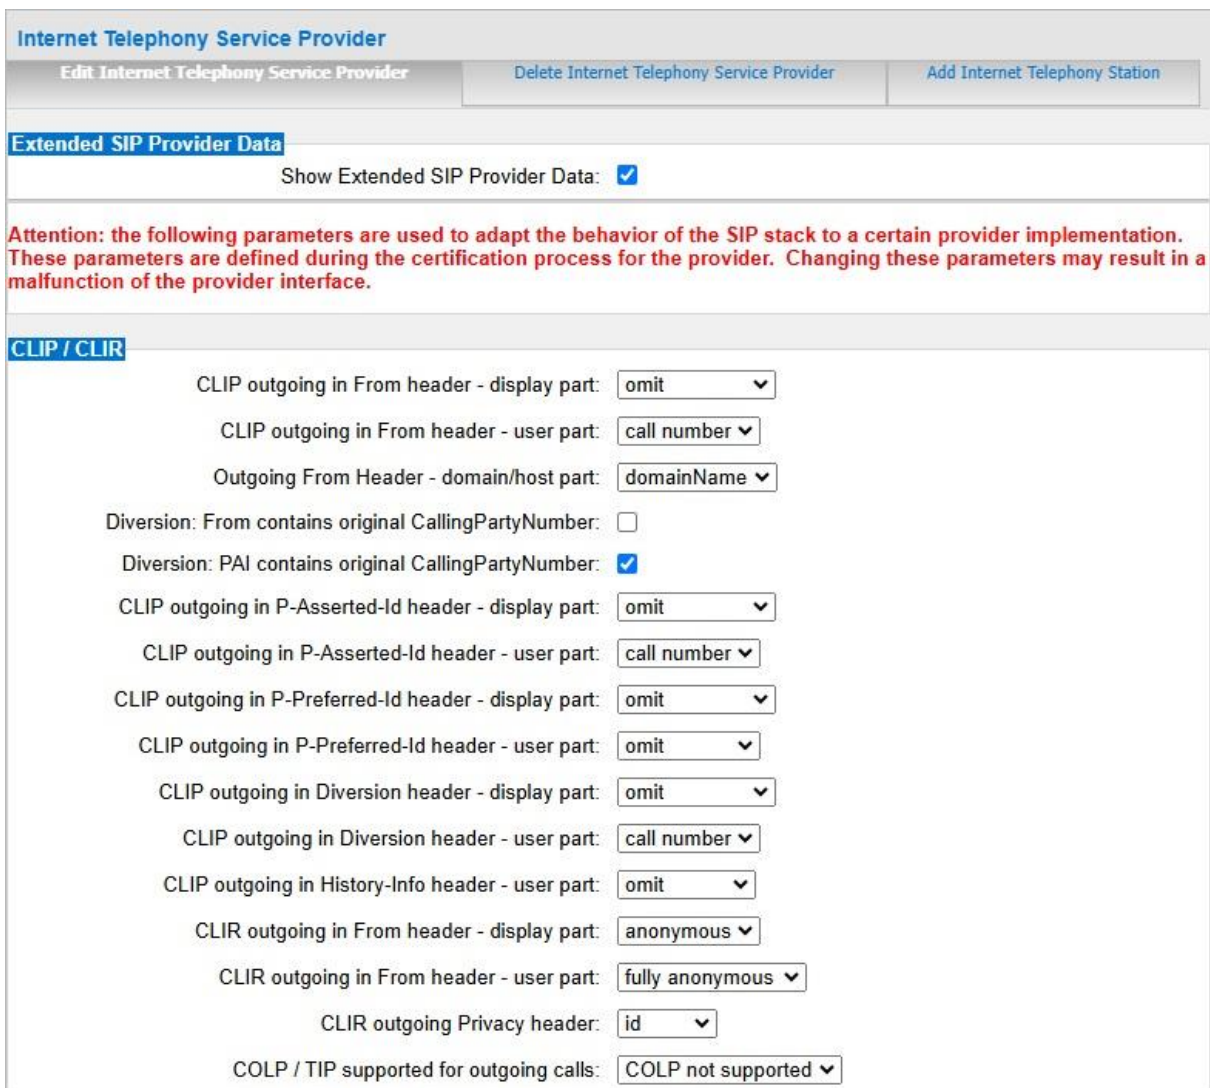 Internet Telephony Service Provider
Edit Internet Telephony Service Provider Delete Internet Telephony Service Provider Add Internet Telephony Station
Extended SIP Provider Data
Show Extended SIP Provider Data:
Attention: the following parameters are used to adapt the behavior of the SIP stack to a certain provider implementation.
These parameters are defined during the certification process for the provider. Changing these parameters may result in a
malfunction of the provider interface.
CLIP / CLIR
CLIP outgoing in From header - display part: omit
CLIP outgoing in From header - user part: call number
Outgoing From Header - domain/host part: domainName
Diversion: From contains original CallingPartyNumber:
Diversion: PAI contains original CallingPartyNumber:
CLIP outgoing in P-Asserted-Id header - display part: omit
CLIP outgoing in P-Asserted-Id header - user part: call number
CLIP outgoing in P-Preferred-Id header - display part: omit
CLIP outgoing in P-Preferred-Id header - user part: omit
CLIP outgoing in Diversion header - display part: omit
CLIP outgoing in Diversion header - user part: call number
CLIP outgoing in History-Info header - user part: omit
CLIR outgoing in From header - display part: anonymous
CLIR outgoing in From header - user part: fully anonymous
CLIR outgoing Privacy header: id
COLP / TIP supported for outgoing calls: COLP not supported